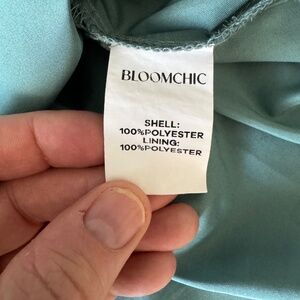 BLOOMCHIC
SHELL:
100%POLYESTER
LINING:
100%POLYESTER